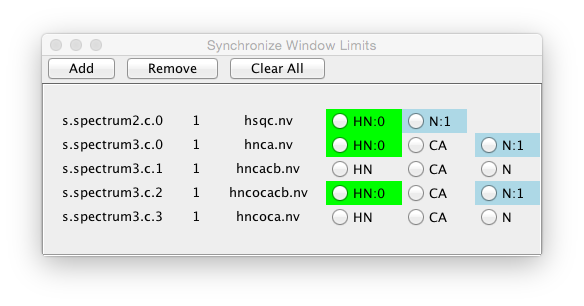 Synchronize Window Limits
Add Remove Clear All
s.spectrum2.c.0 1 hsqc.nv HN:0 N:1
s.spectrum3.c.0 1 hnca.nv HN:0 CA N:1
s.spectrum3.c.1 1 hncacb.nv HN CA N
s.spectrum3.c.2 1 hncocacb.nv HN:0 CA N:1
s.spectrum3.c.3 1 hncoca.nv HN CA N